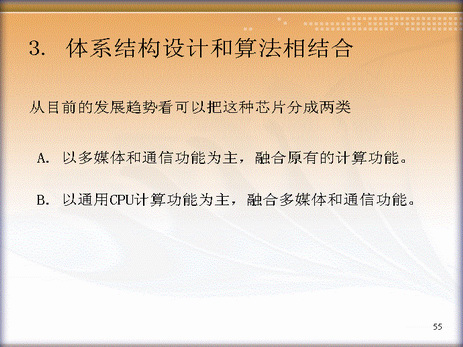 3. 体系结构设计和算法相结合
从目前的发展趋势看可以把这种芯片分成两类
A. 以多媒体和通信功能为主，融合原有的计算功能。
B. 以通用CPU计算功能为主，融合多媒体和通信功能。
55